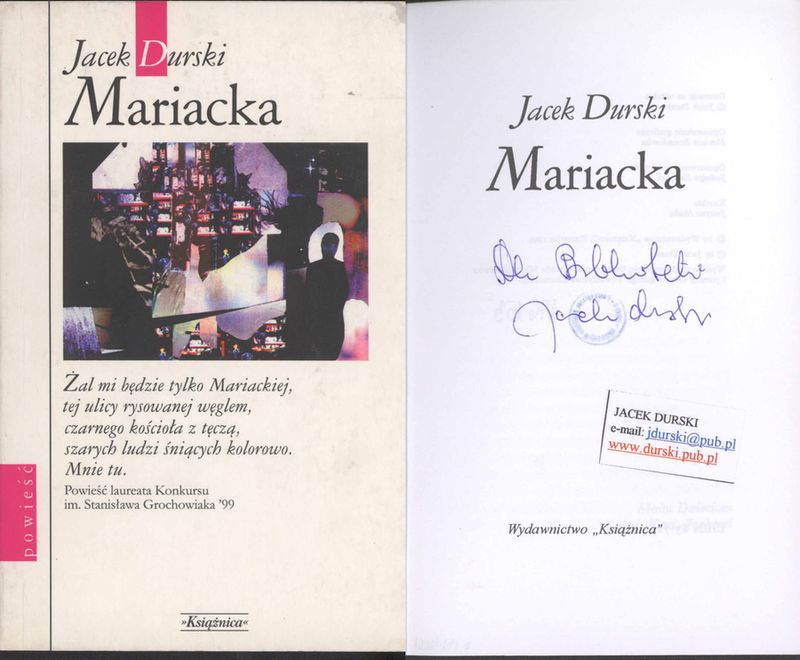 Jacek Durski
Mariacka
Żal mi będzie tylko Mariackiej,
tej ulicy rysowanej węglem,
czarnego kościoła z tęczą,
szarych ludzi śniących kolorowo.
Mnie tu.
Powieść laureata Konkursu
im. Stanisława Grochowiaka '99
powieść
»Książnica«
Jacek Durski
Mariacka
Dla Biblioteki
Jacek Durski
JACEK DURSKI
e-mail: jdurski@pub.pl
www.durski.pub.pl
Wydawnictwo „Książnica”